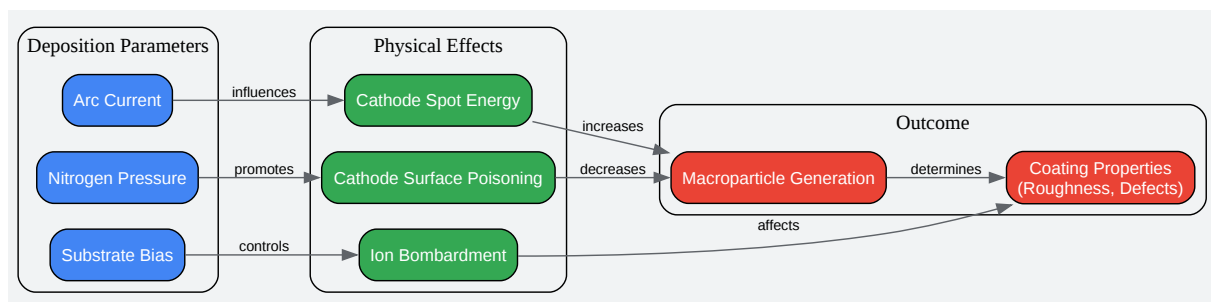 Deposition Parameters
Physical Effects
Arc Current
influences
Cathode Spot Energy
increases
Outcome
Nitrogen Pressure
promotes
Cathode Surface Poisoning
decreases
Macroparticle Generation
determines
Coating Properties
(Roughness, Defects)
Substrate Bias
controls
Ion Bombardment
affects